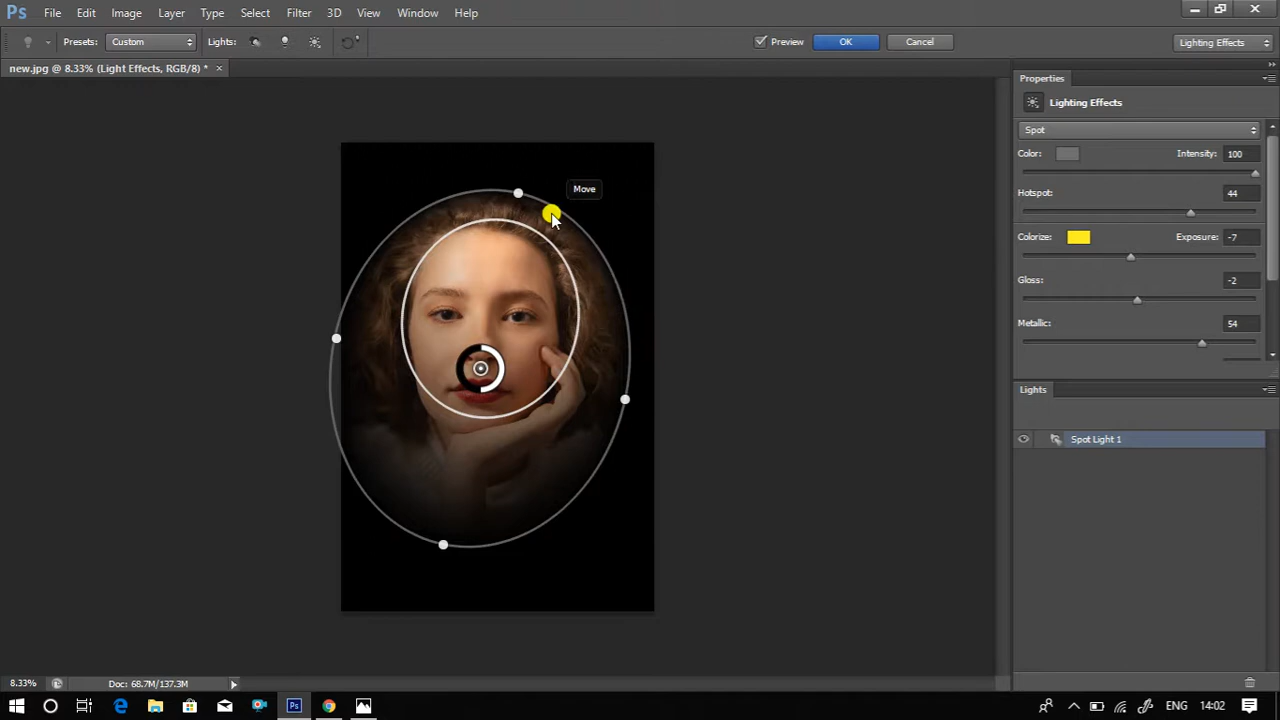 Ps File Edit Image Layer Type Select Filter 3D View Window Help
Presets: Custom Lights: Preview OK Cancel Lighting Effects
new.jpg @ 8.33% (Light Effects, RGB/8) * ×
Properties
Lighting Effects
Spot
Color: Intensity: 100
Hotspot: 44
Colorize: Exposure: -7
Gloss: -2
Metallic: 54
Move
Lights
Spot Light 1
8.33% Doc: 68.7M/137.3M
ENG 14:02